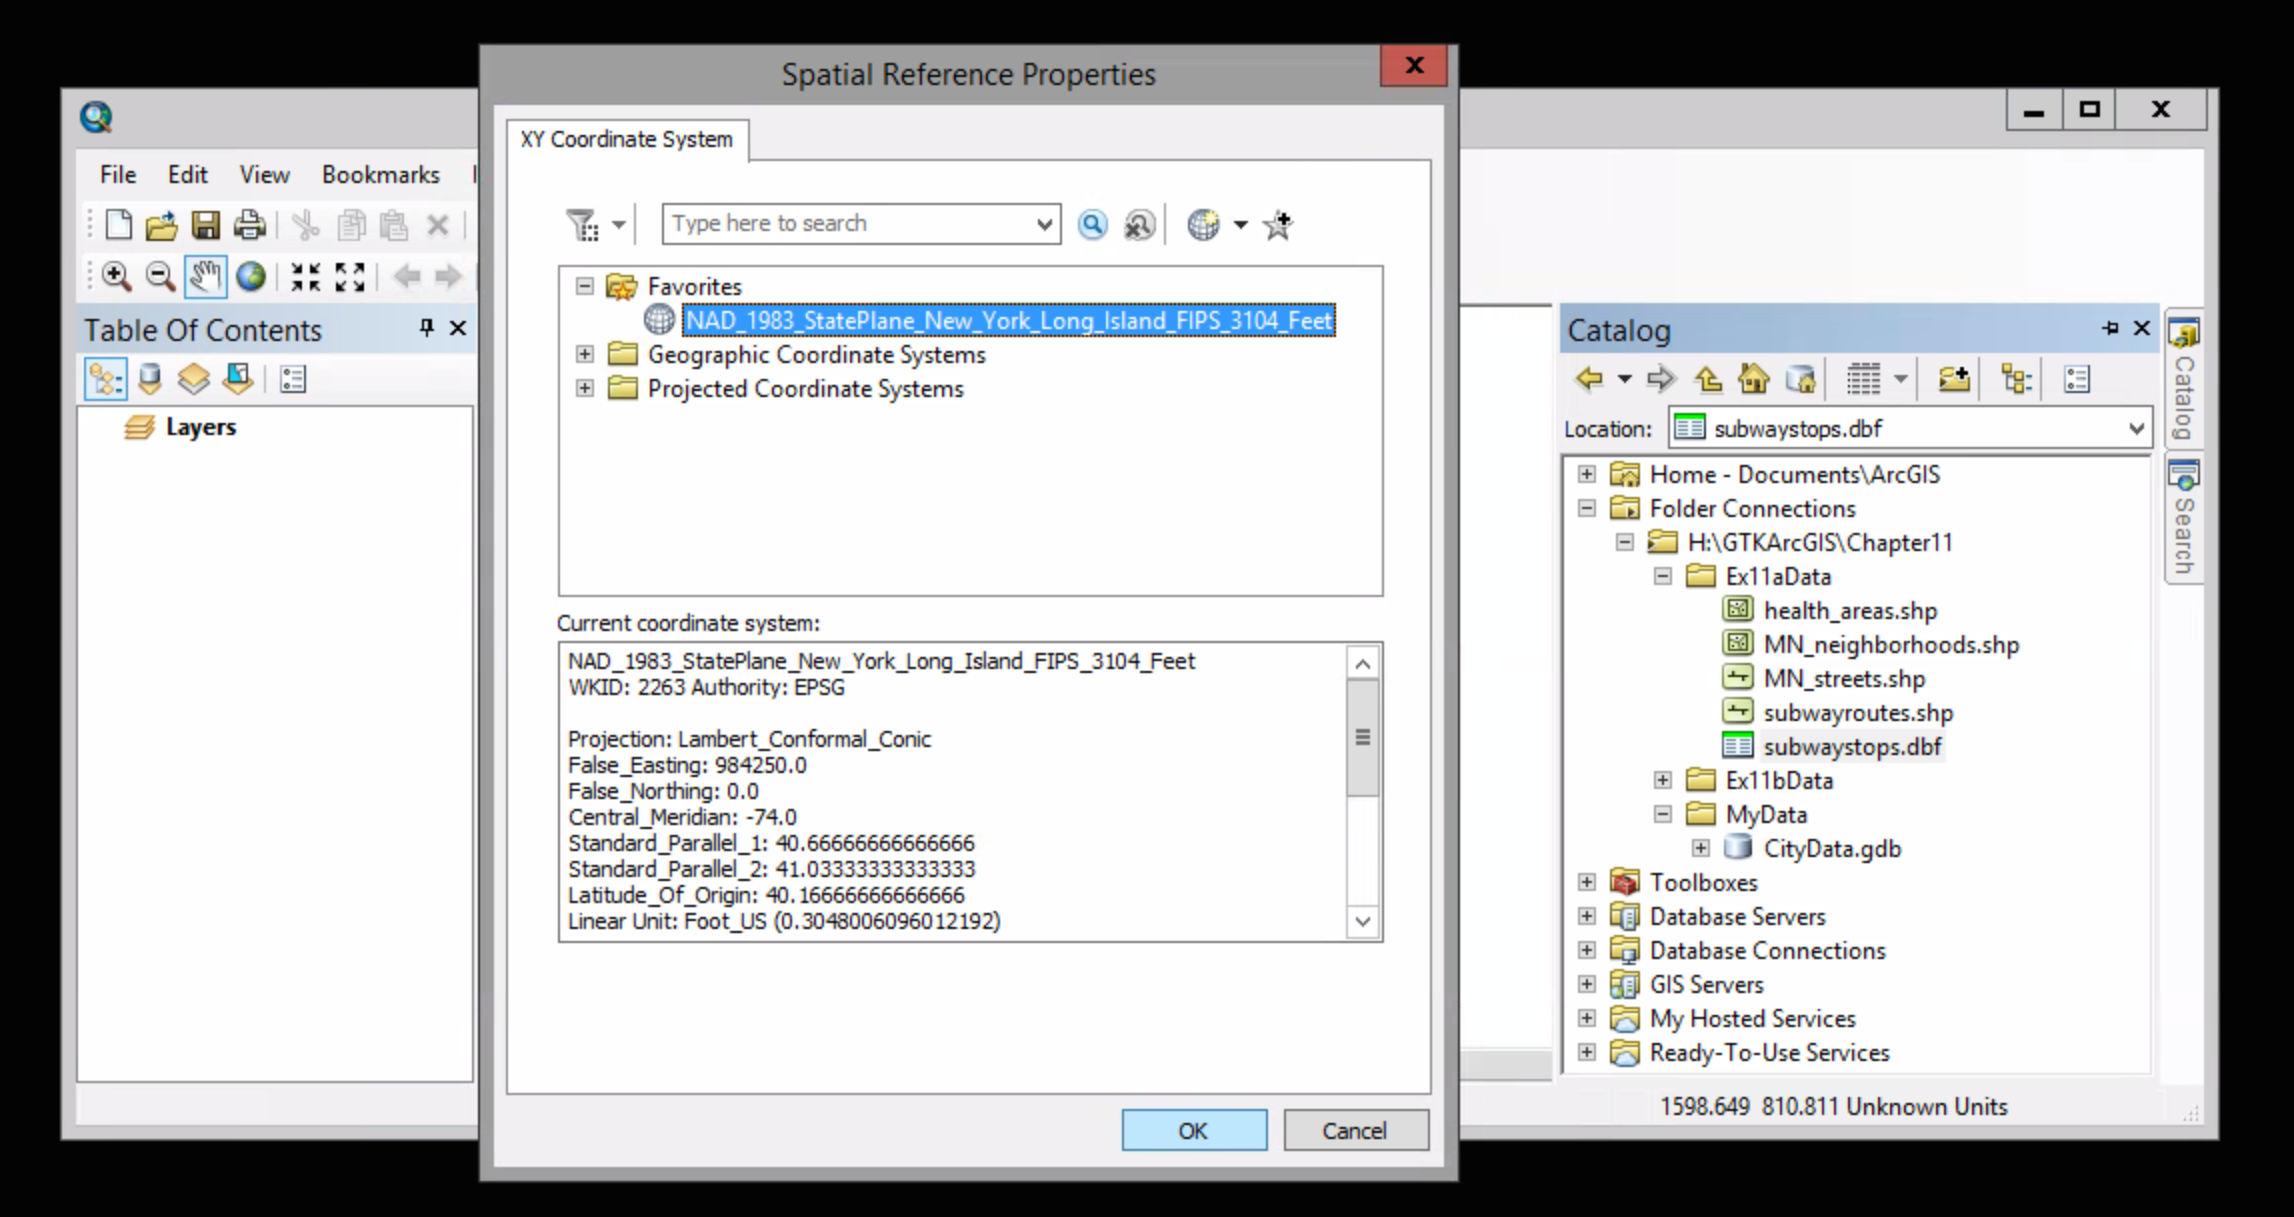 Spatial Reference Properties
XY Coordinate System
File Edit View Bookmarks
Type here to search
Favorites
NAD_1983_StatePlane_New_York_Long_Island_FIPS_3104_Feet
Geographic Coordinate Systems
Projected Coordinate Systems
Table Of Contents
Layers
Current coordinate system:
NAD_1983_StatePlane_New_York_Long_Island_FIPS_3104_Feet
WKID: 2263 Authority: EPSG
Projection: Lambert_Conformal_Conic
False_Easting: 984250.0
False_Northing: 0.0
Central_Meridian: -74.0
Standard_Parallel_1: 40.66666666666666
Standard_Parallel_2: 41.03333333333333
Latitude_Of_Origin: 40.16666666666666
Linear Unit: Foot_US (0.3048006096012192)
OK
Cancel
Catalog
Location: subwaystops.dbf
Home - Documents\ArcGIS
Folder Connections
H:\GTKArcGIS\Chapter11
Ex11aData
health_areas.shp
MN_neighborhoods.shp
MN_streets.shp
subwayroutes.shp
subwaystops.dbf
Ex11bData
MyData
CityData.gdb
Toolboxes
Database Servers
Database Connections
GIS Servers
My Hosted Services
Ready-To-Use Services
Catalog
Search
1598.649 810.811 Unknown Units